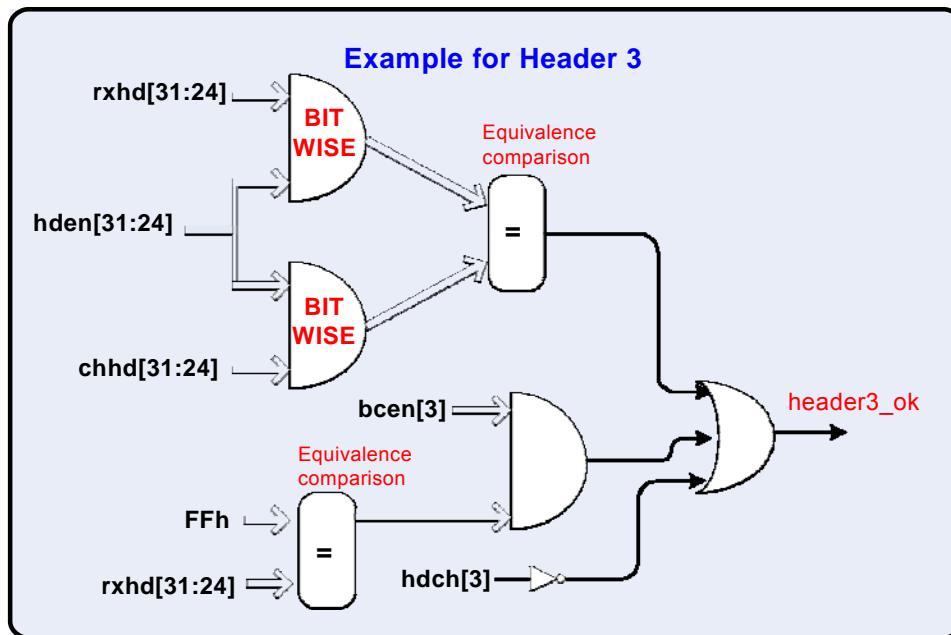 Example for Header 3
rxhd[31:24]
BIT
WISE
Equivalence
comparison
hden[31:24]
=
BIT
WISE
chhd[31:24]
bcen[3]
header3_ok
Equivalence
comparison
FFh
=
rxhd[31:24]
hdch[3]